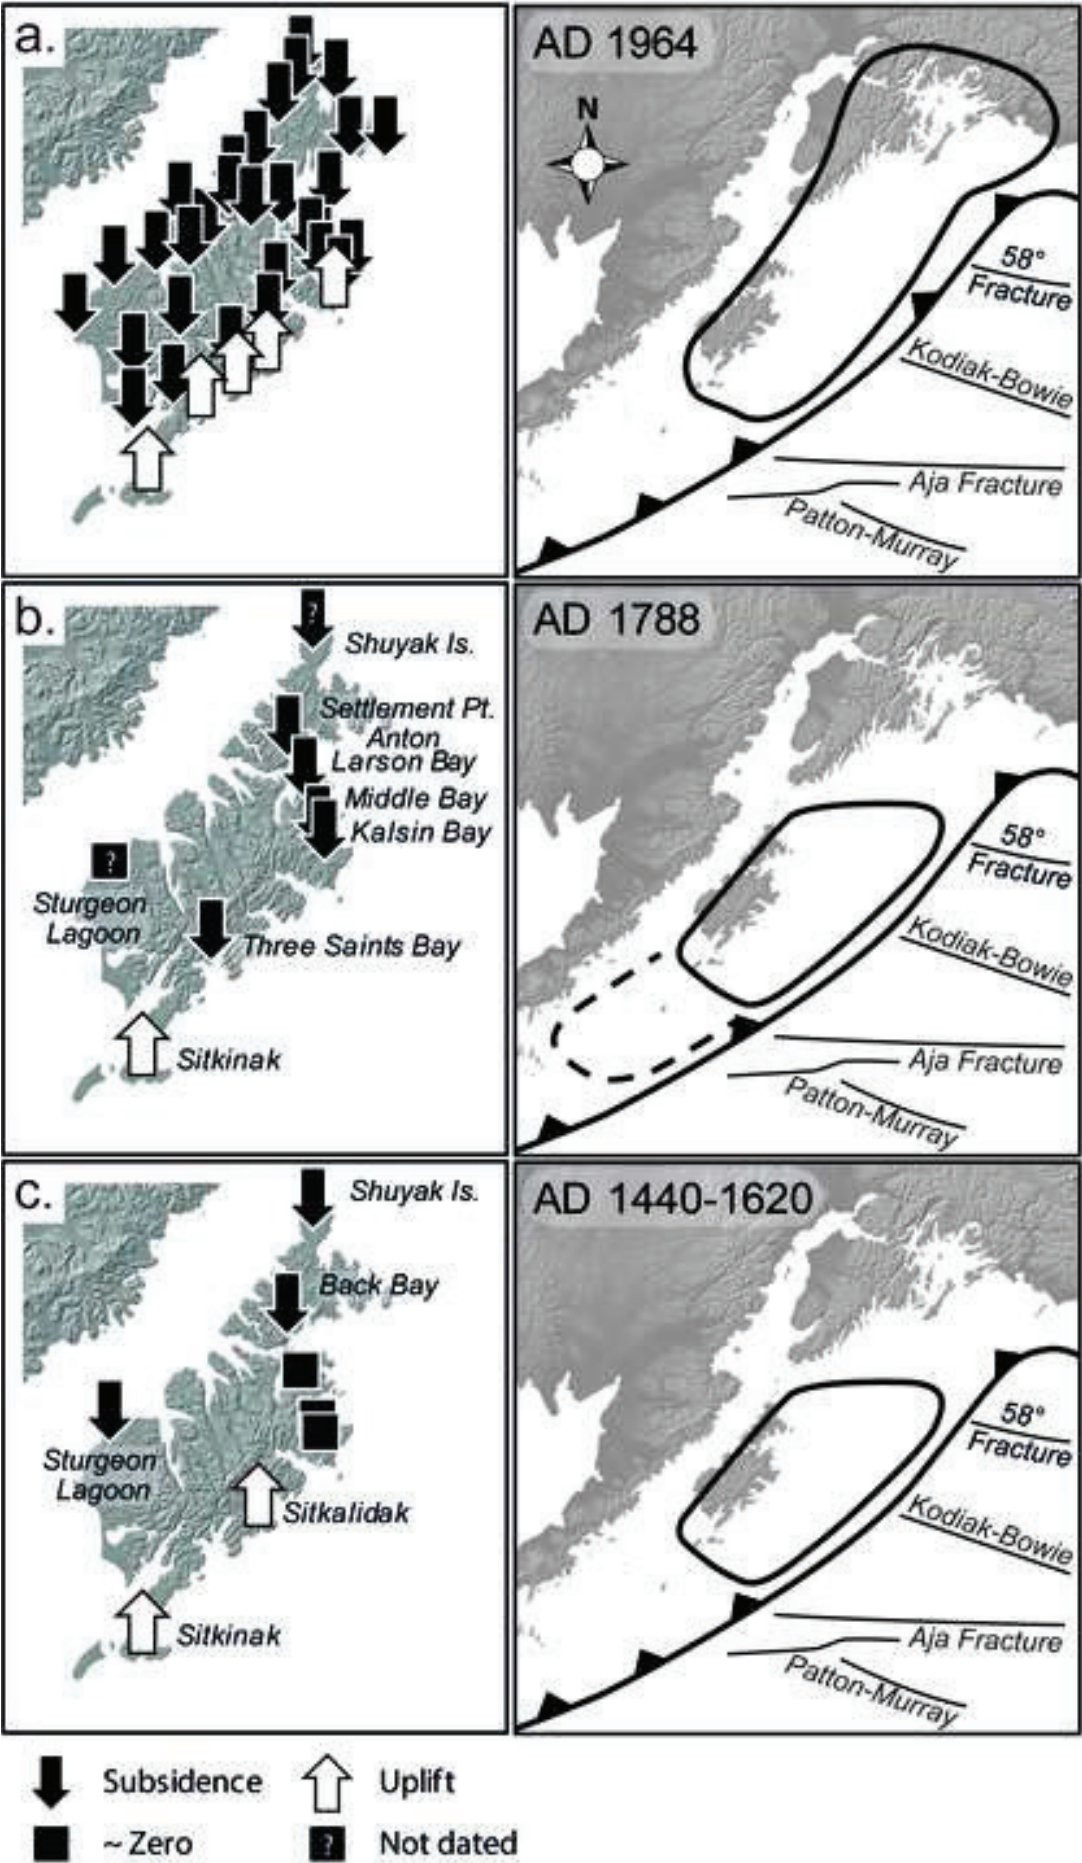 a.
AD 1964
N
58°
Fracture
Kodiak-Bowie
Aja Fracture
Patton-Murray
b.
?
Shuyak Is.
Settlement Pt.
Anton
Larson Bay
Middle Bay
Kalsin Bay
?
Sturgeon
Lagoon
Three Saints Bay
Sitkinak
AD 1788
58°
Fracture
Kodiak-Bowie
Aja Fracture
Patton-Murray
c.
Shuyak Is.
Back Bay
Sturgeon
Lagoon
Sitkalidak
Sitkinak
AD 1440-1620
58°
Fracture
Kodiak-Bowie
Aja Fracture
Patton-Murray
Subsidence
Uplift
~ Zero
? Not dated